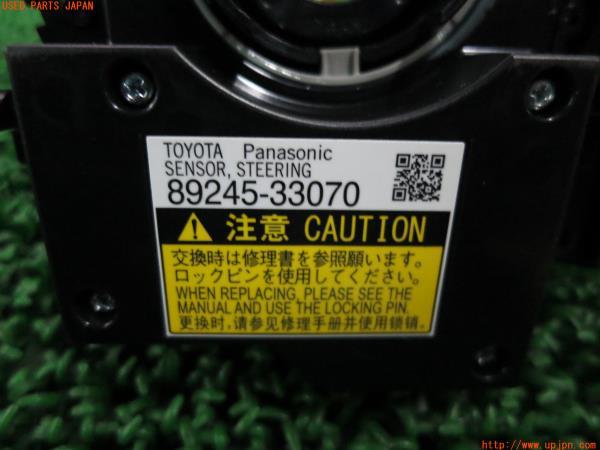 USED PARTS JAPAN
TOYOTA Panasonic
SENSOR, STEERING
89245-33070
注意 CAUTION
交換時は修理書を参照願います。
ロックピンを使用してください。
WHEN REPLACING, PLEASE SEE THE
MANUAL AND USE THE LOCKING PIN.
更换时,请参见修理手册并使用锁销。
© www.upjpn.com